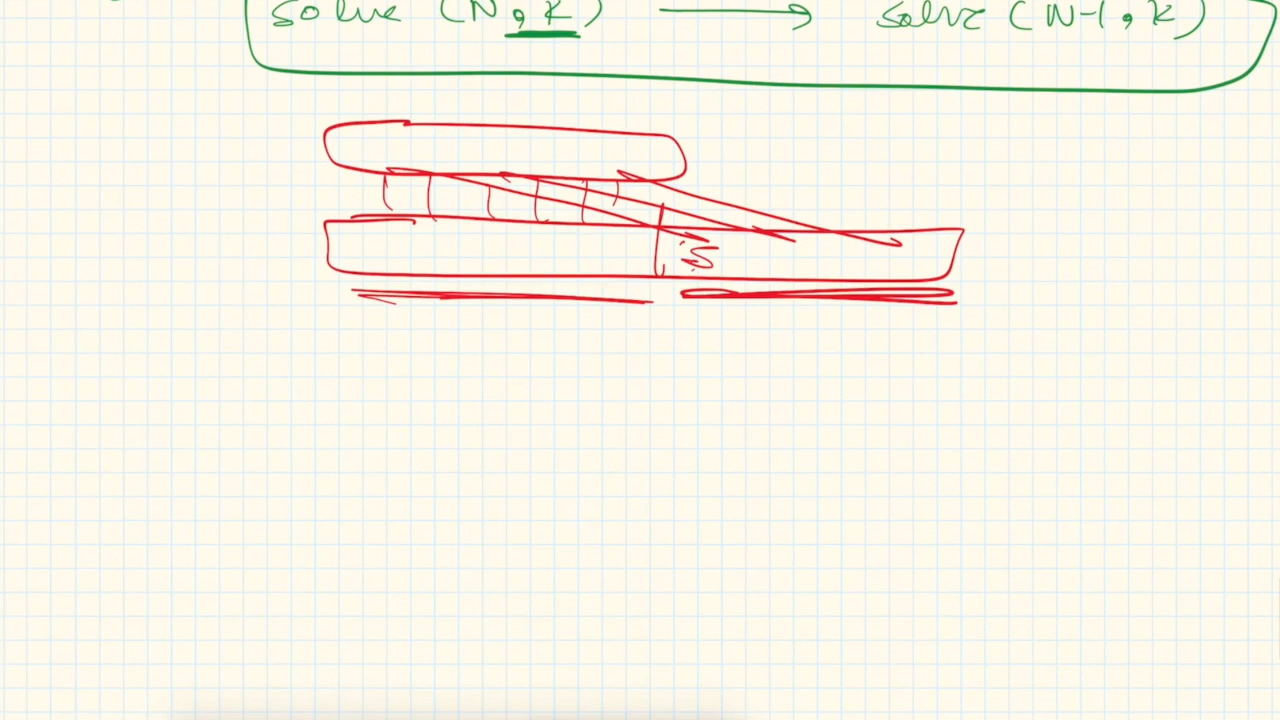 solve (N, k) → solve (N-1, k)